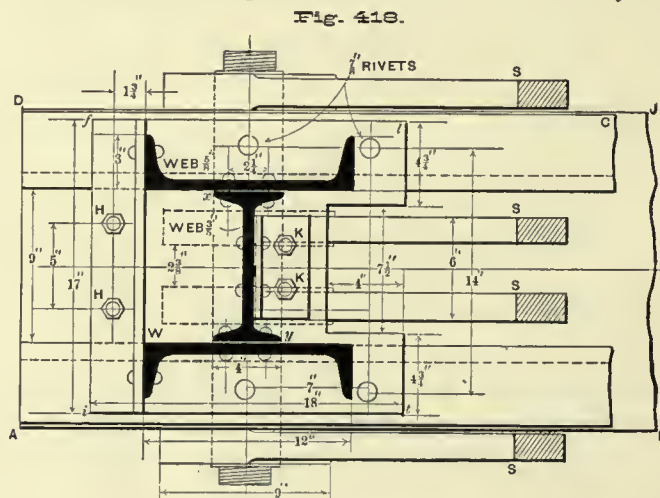 Fig. 418.
7/8" RIVETS
1 3/4"
S
D
J
f
l
C
3"
WEB 5/8"
2 1/4"
4 3/4"
x
H
WEB
K
S
9"
5"
17"
2 3/8"
7 1/2"
6"
14"
4"
H
K
S
W
y
4"
4 3/4"
7"
i
18"
t
A
12"
S
9"